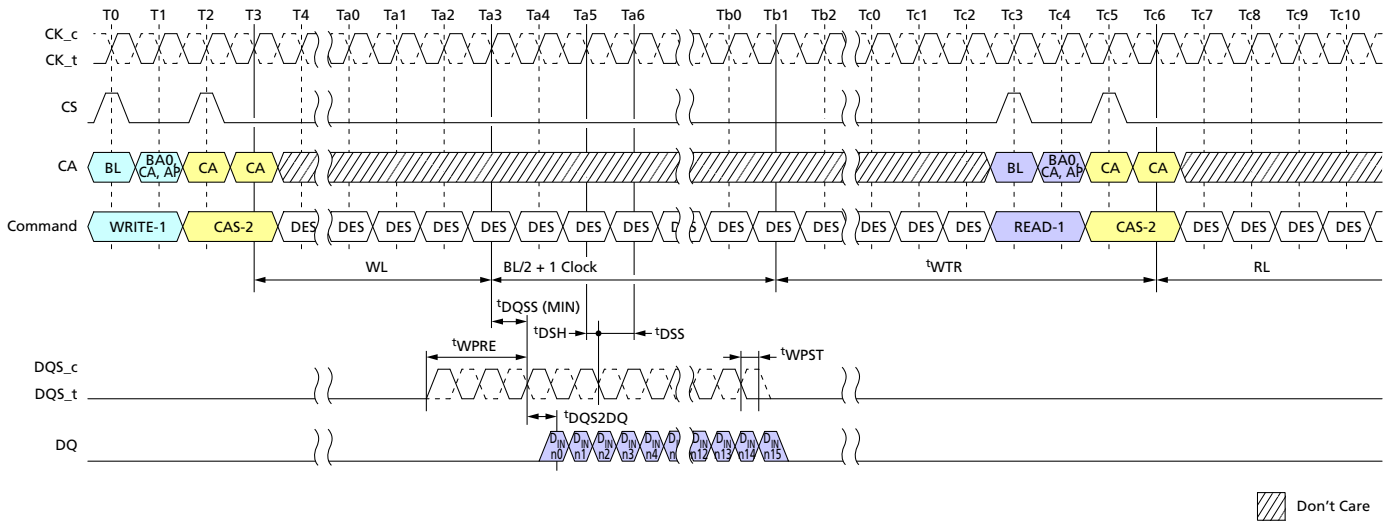 T0 T1 T2 T3 T4 Ta0 Ta1 Ta2 Ta3 Ta4 Ta5 Ta6 Tb0 Tb1 Tb2 Tc0 Tc1 Tc2 Tc3 Tc4 Tc5 Tc6 Tc7 Tc8 Tc9 Tc10
CK_c
CK_t
CS
CA BL BA0, CA, AP CA CA BL BA0, CA, AP CA CA
Command WRITE-1 CAS-2 DES DES DES DES DES DES DES DES DES DES DES DES DES DES READ-1 CAS-2 DES DES DES DES
WL BL/2 + 1 Clock tWTR RL
tDQSS (MIN)
tDSH tDSS
tWPRE tWPST
DQS_c
DQS_t
tDQS2DQ
DQ DIN n0 DIN n1 DIN n2 DIN n3 DIN n4 DIN n12 DIN n13 DIN n14 DIN n15
Don't Care